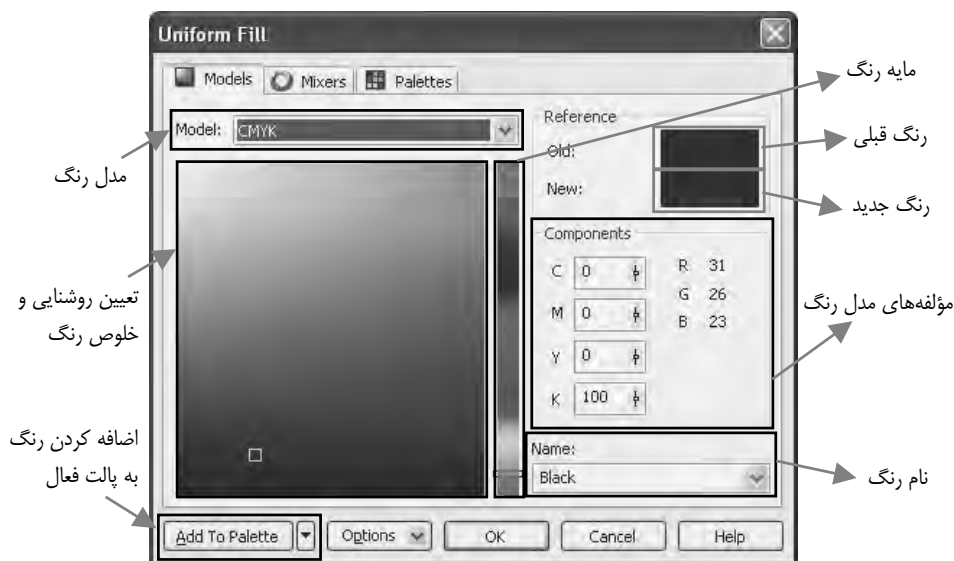 Uniform Fill
Models
Mixers
Palettes
مایه رنگ
Model: CMYK
مدل رنگ
Reference
Old:
رنگ قبلی
New:
رنگ جدید
تعیین روشنایی و
خلوص رنگ
Components
C 0 R 31
M 0 G 26
Y 0 B 23
K 100
مؤلفه‌های مدل رنگ
Name:
Black
نام رنگ
اضافه کردن رنگ
به پالت فعال
Add To Palette
Options
OK
Cancel
Help